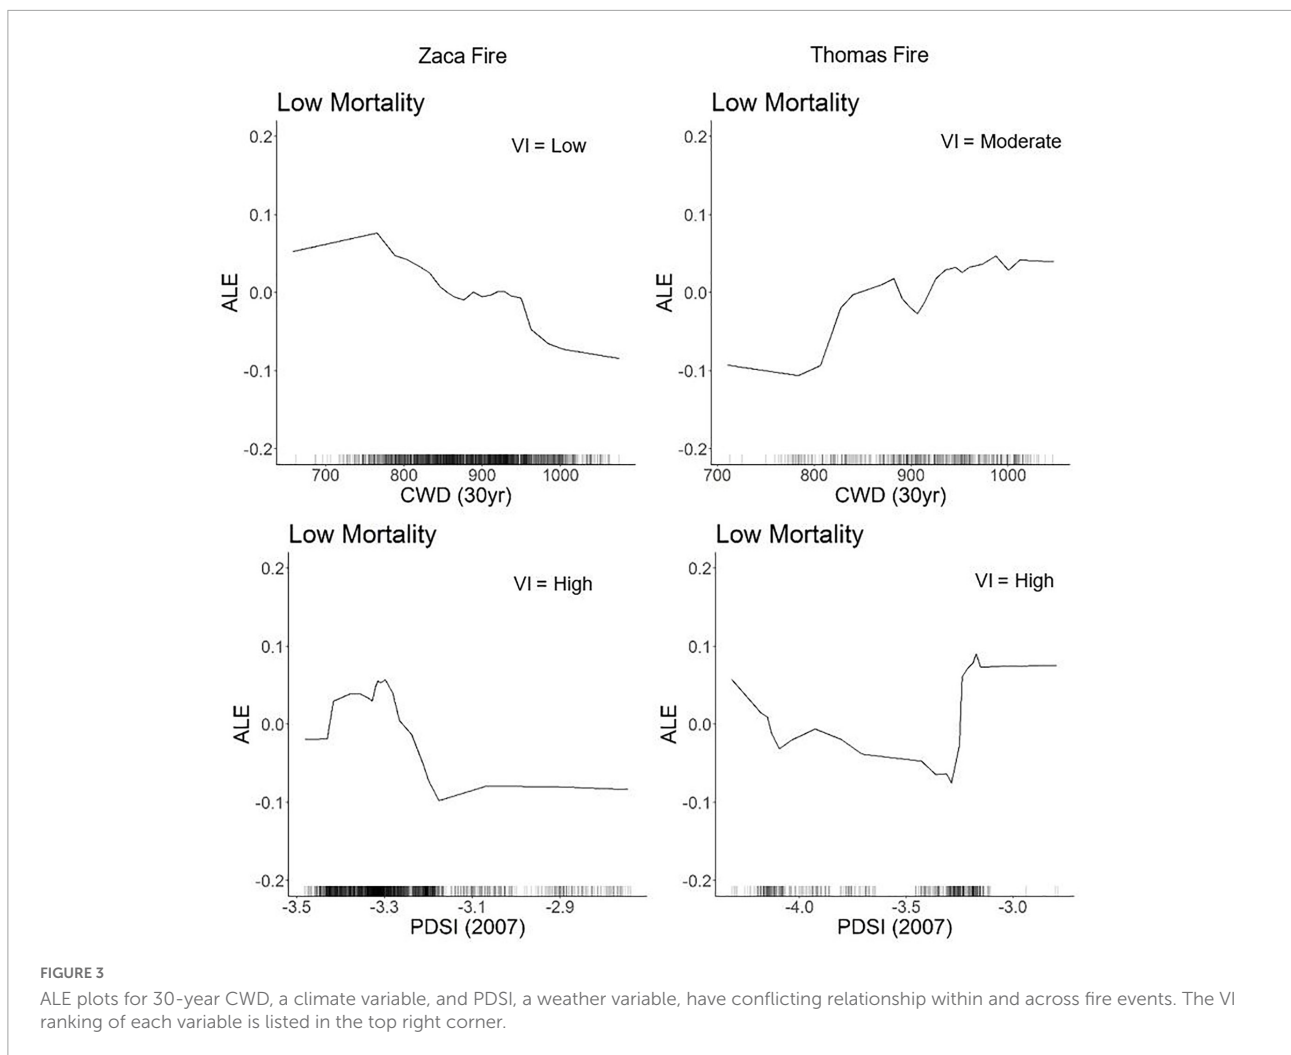 Zaca Fire
Thomas Fire
Low Mortality
VI = Low
0.2
0.1
0.0
-0.1
-0.2
ALE
700 800 900 1000
CWD (30yr)
Low Mortality
VI = Moderate
0.2
0.1
0.0
-0.1
-0.2
ALE
700 800 900 1000
CWD (30yr)
Low Mortality
VI = High
0.2
0.1
0.0
-0.1
-0.2
ALE
-3.5 -3.3 -3.1 -2.9
PDSI (2007)
Low Mortality
VI = High
0.2
0.1
0.0
-0.1
-0.2
ALE
-4.0 -3.5 -3.0
PDSI (2007)
FIGURE 3
ALE plots for 30-year CWD, a climate variable, and PDSI, a weather variable, have conflicting relationship within and across fire events. The VI
ranking of each variable is listed in the top right corner.